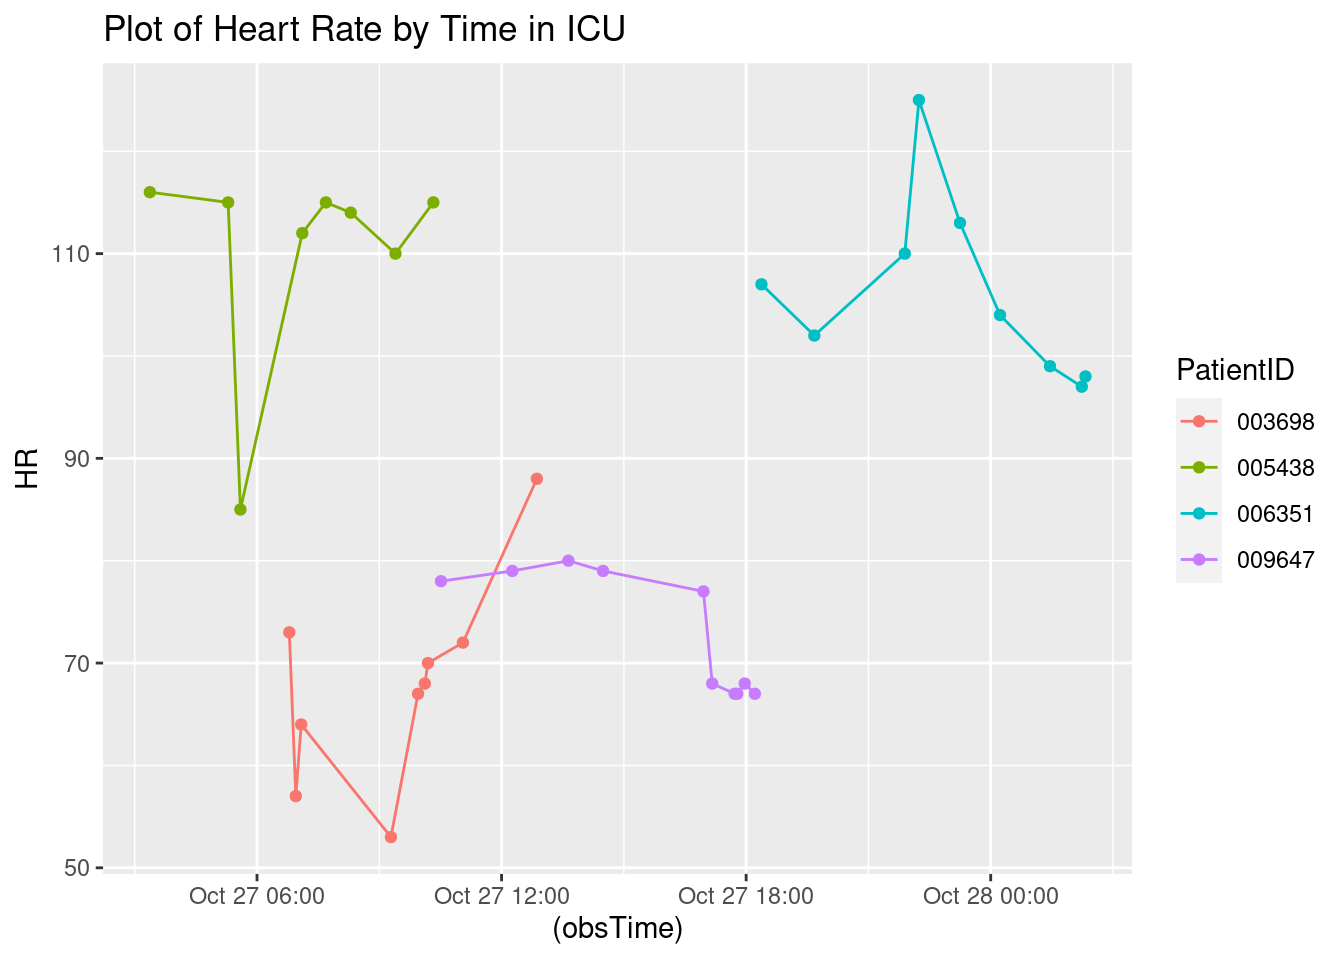 Plot of Heart Rate by Time in ICU
HR
110
90
70
50
Oct 27 06:00
Oct 27 12:00
Oct 27 18:00
Oct 28 00:00
(obsTime)
PatientID
003698
005438
006351
009647